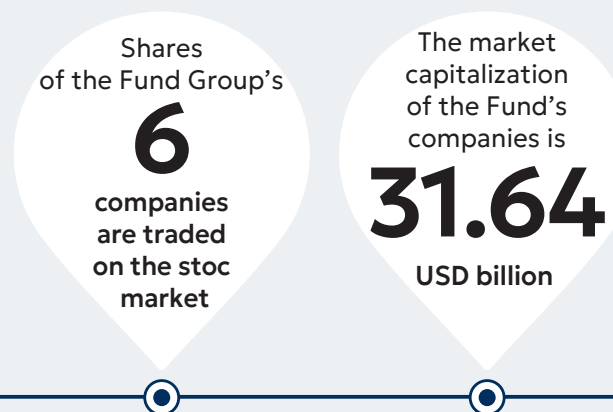 Shares
of the Fund Group's
6
companies
are traded
on the stoc
market
The market
capitalization
of the Fund's
companies is
31.64
USD billion